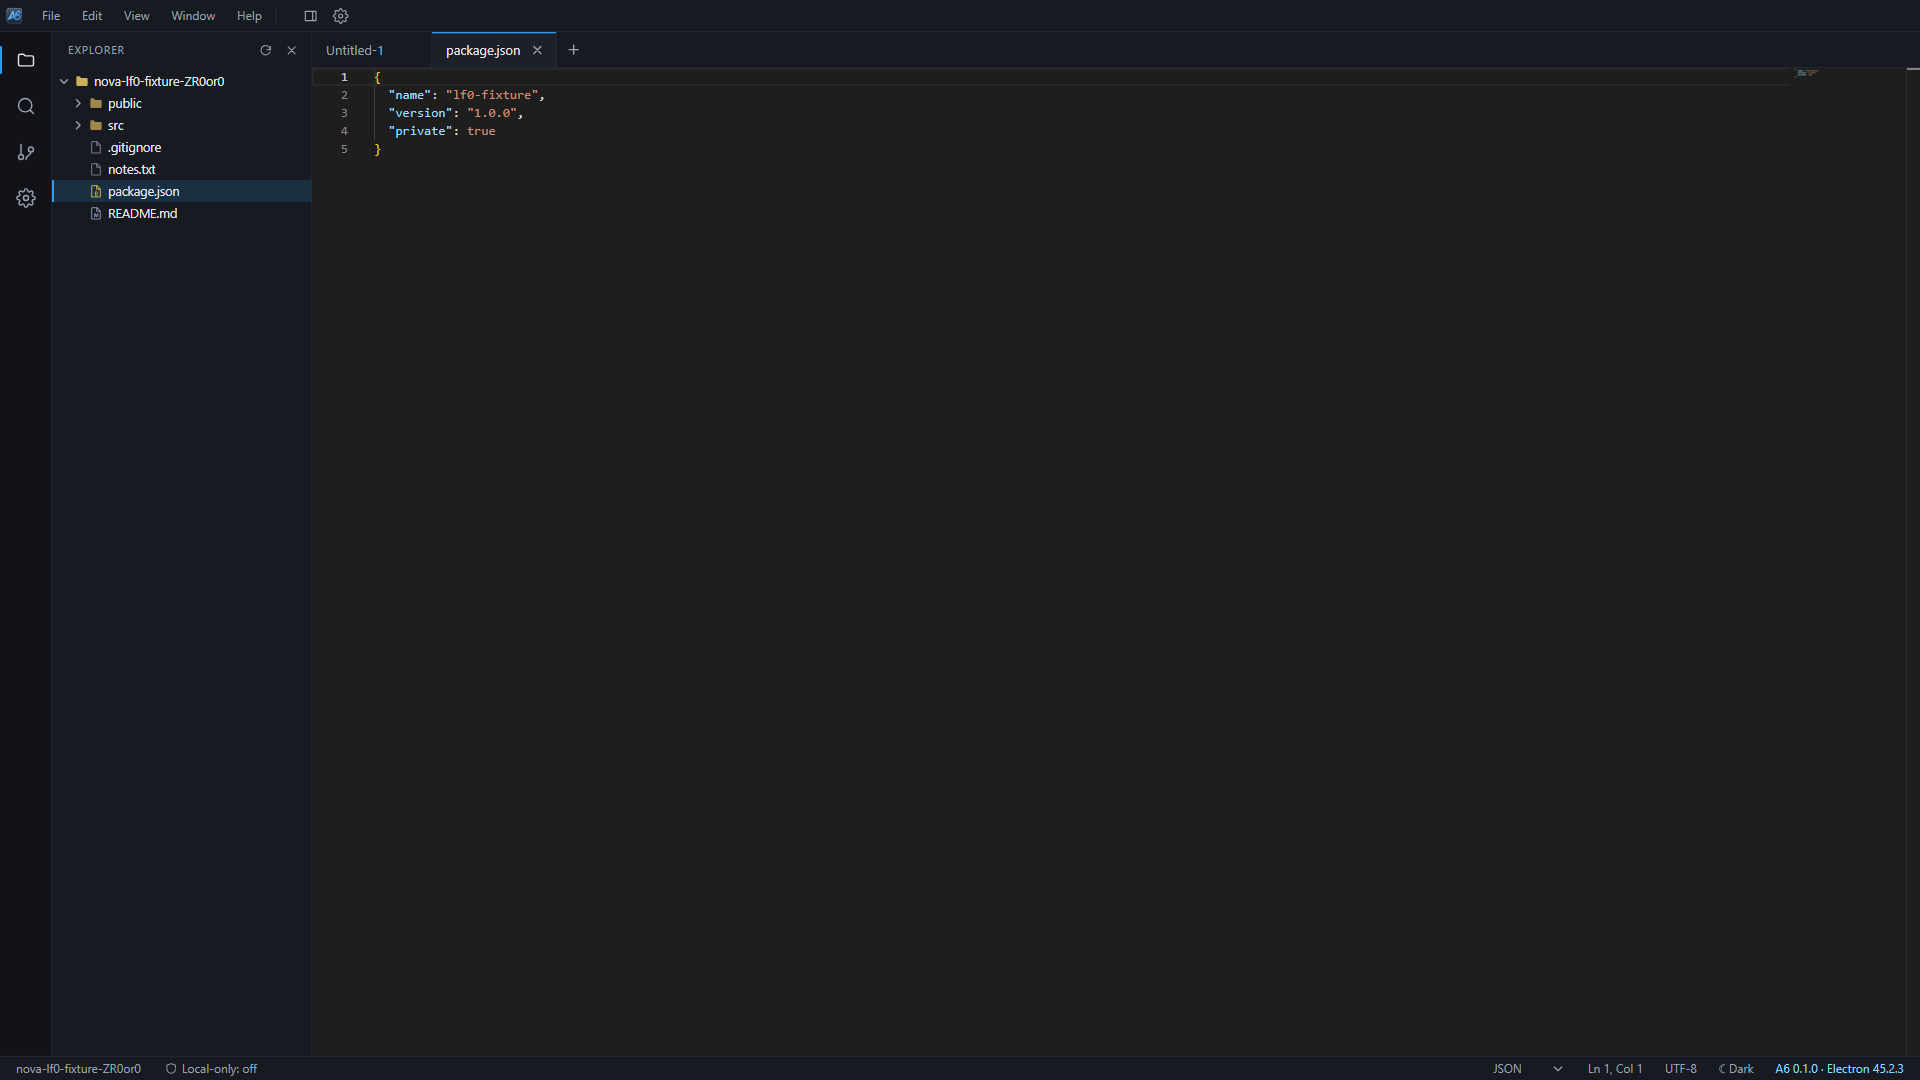 A6 File Edit View Window Help
EXPLORER
nova-lf0-fixture-ZR0or0
public
src
.gitignore
notes.txt
package.json
README.md
Untitled-1 package.json
1 {
2 "name": "lf0-fixture",
3 "version": "1.0.0",
4 "private": true
5 }
nova-lf0-fixture-ZR0or0 Local-only: off JSON Ln 1, Col 1 UTF-8 Dark A6 0.1.0 · Electron 45.2.3